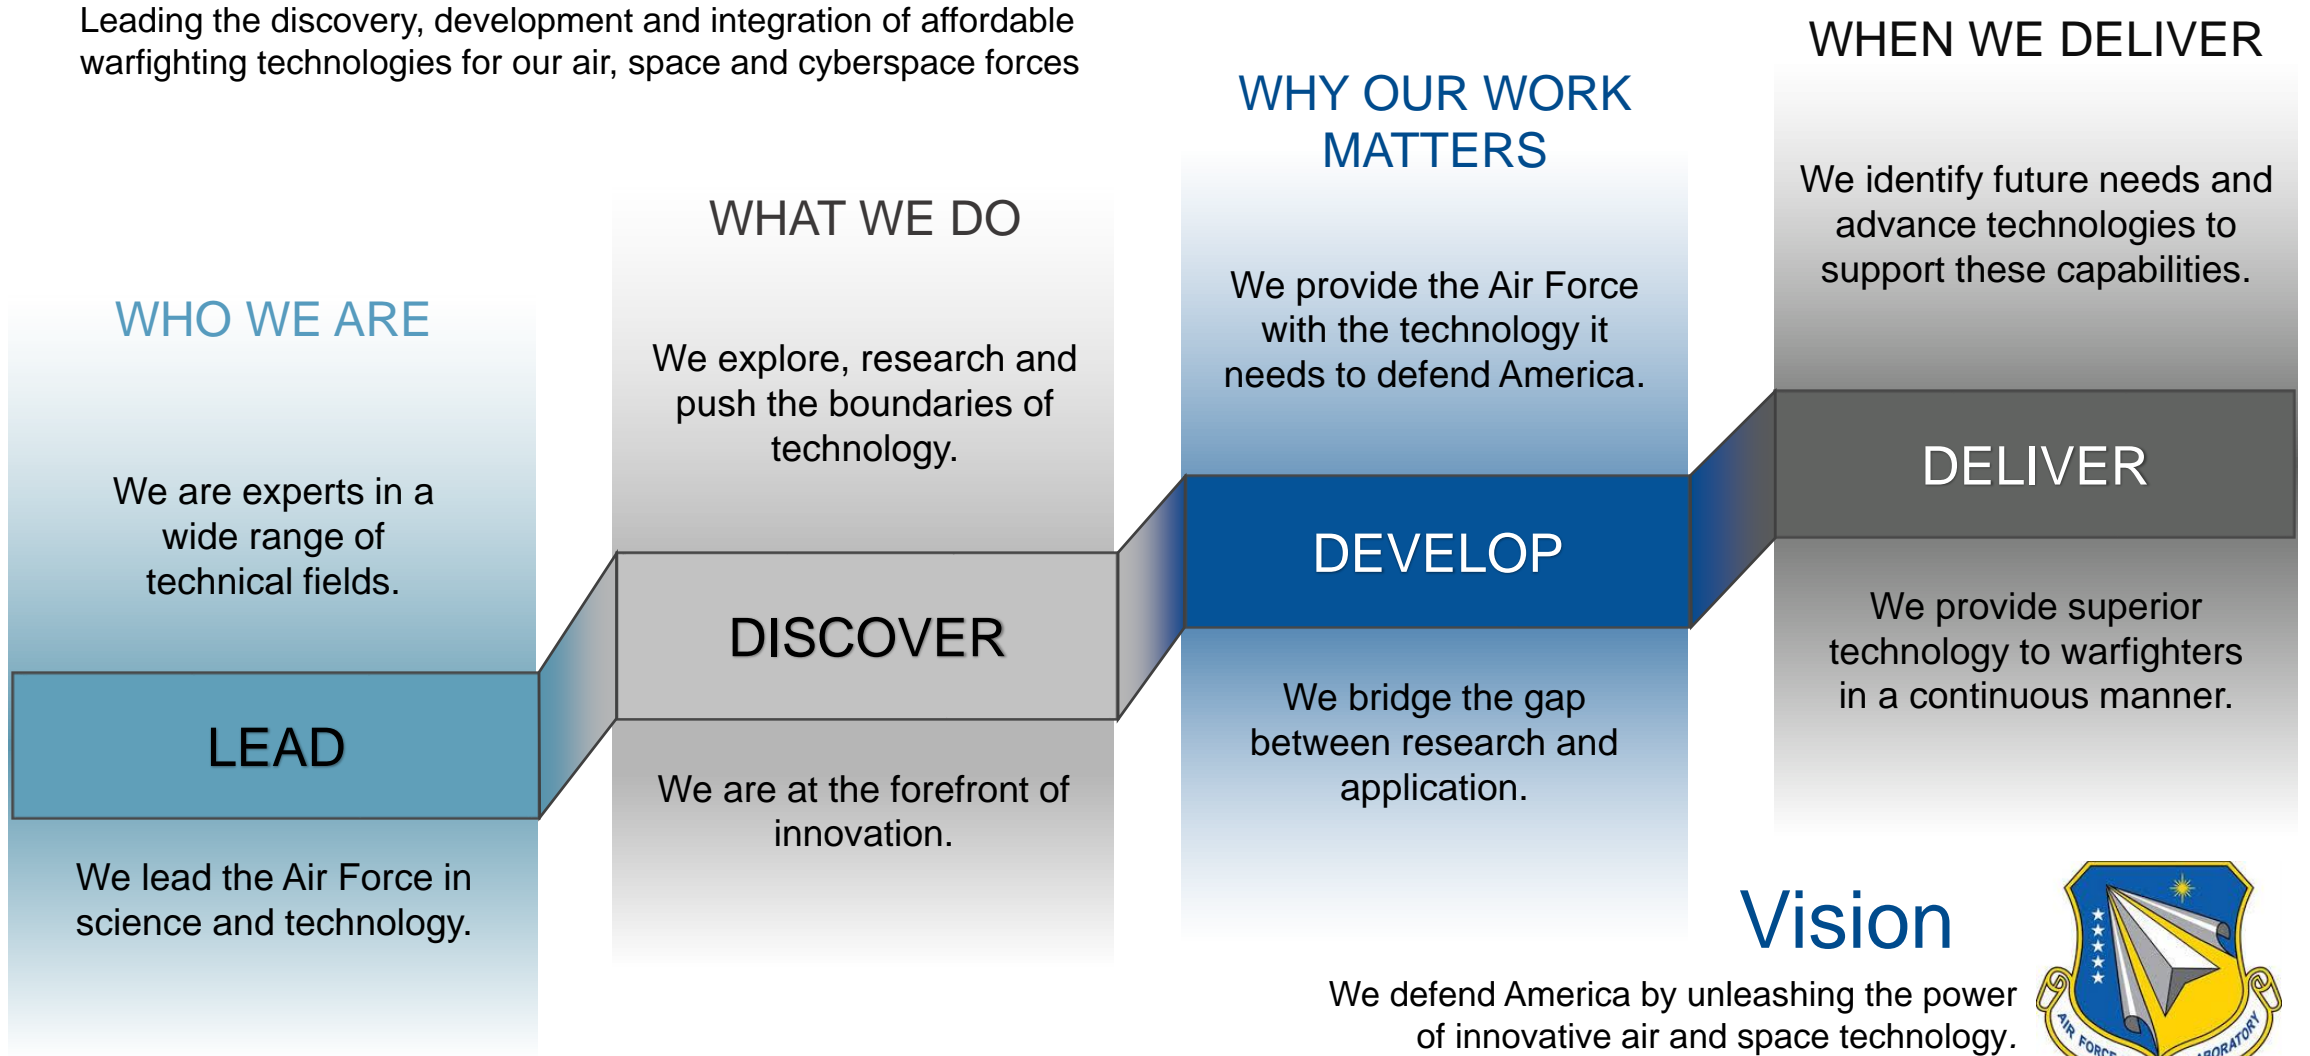 Leading the discovery, development and integration of affordable
warfighting technologies for our air, space and cyberspace forces
WHO WE ARE
We are experts in a
wide range of
technical fields.
LEAD
We lead the Air Force in
science and technology.
WHAT WE DO
We explore, research and
push the boundaries of
technology.
DISCOVER
We are at the forefront of
innovation.
WHY OUR WORK
MATTERS
We provide the Air Force
with the technology it
needs to defend America.
DEVELOP
We bridge the gap
between research and
application.
WHEN WE DELIVER
We identify future needs and
advance technologies to
support these capabilities.
DELIVER
We provide superior
technology to warfighters
in a continuous manner.
Vision
We defend America by unleashing the power
of innovative air and space technology.
AIR FORCE